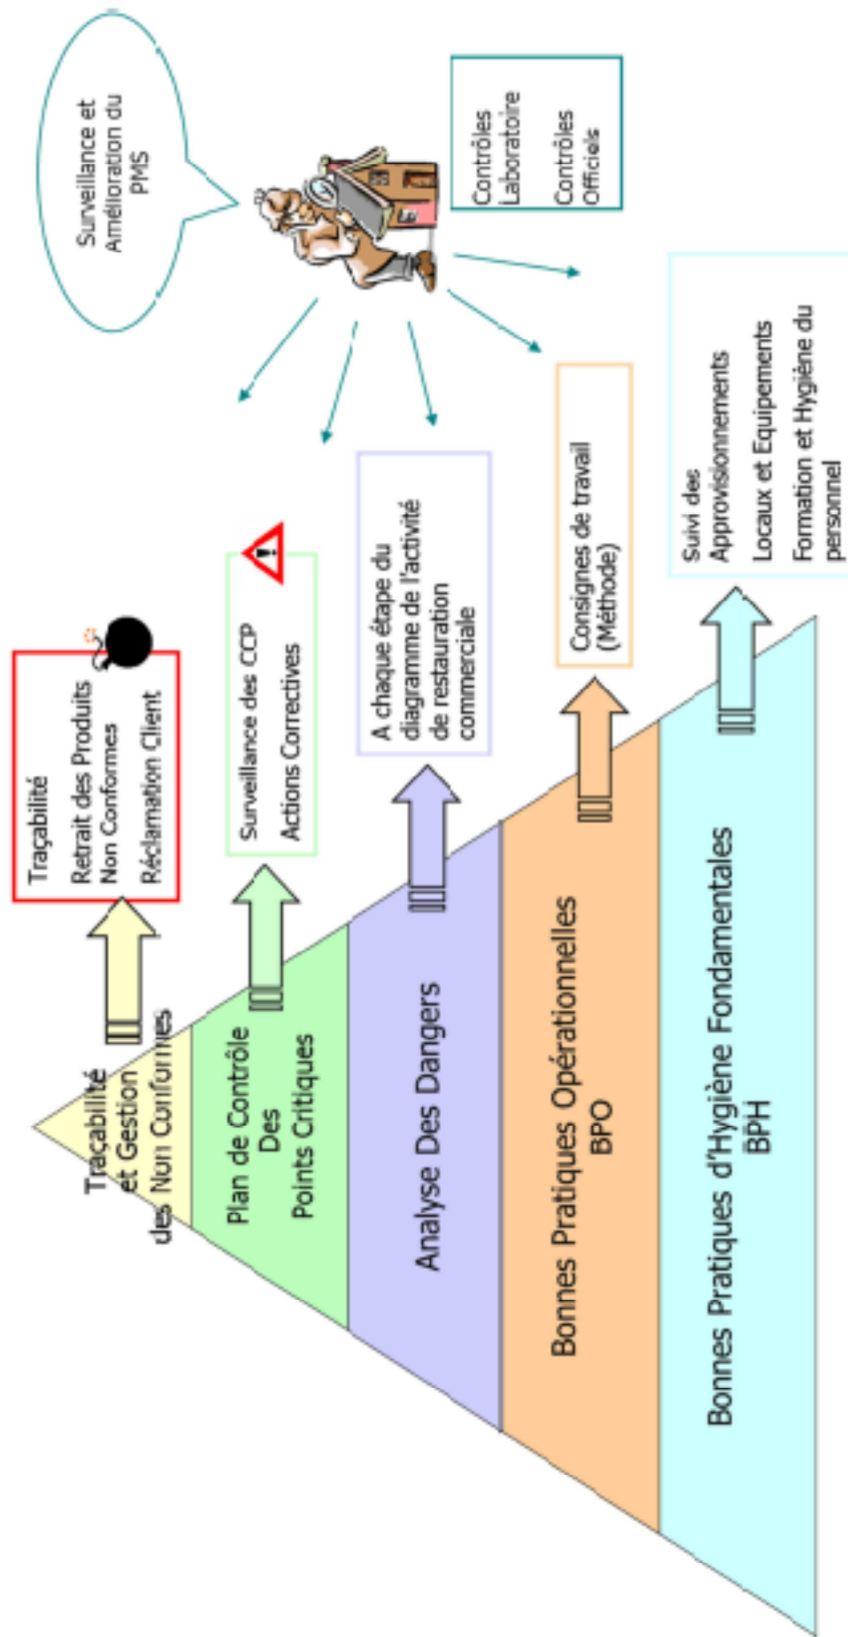 Surveillance et
Amélioration du
PMS
Contrôles
Laboratoire
Contrôles
Officiels
Traçabilité
et Gestion
des Non Conformes
Traçabilité
Retrait des Produits
Non Conformes
Réclamation Client
Plan de Contrôle
Des
Points Critiques
Surveillance des CCP
Actions Correctives
Analyse Des Dangers
A chaque étape du
diagramme de l'activité
de restauration
commerciale
Bonnes Pratiques Opérationnelles
BPO
Consignes de travail
(Méthode)
Bonnes Pratiques d'Hygiène Fondamentales
BPH
Suivi des
Approvisionnements
Locaux et Equipements
Formation et Hygiène du
personnel